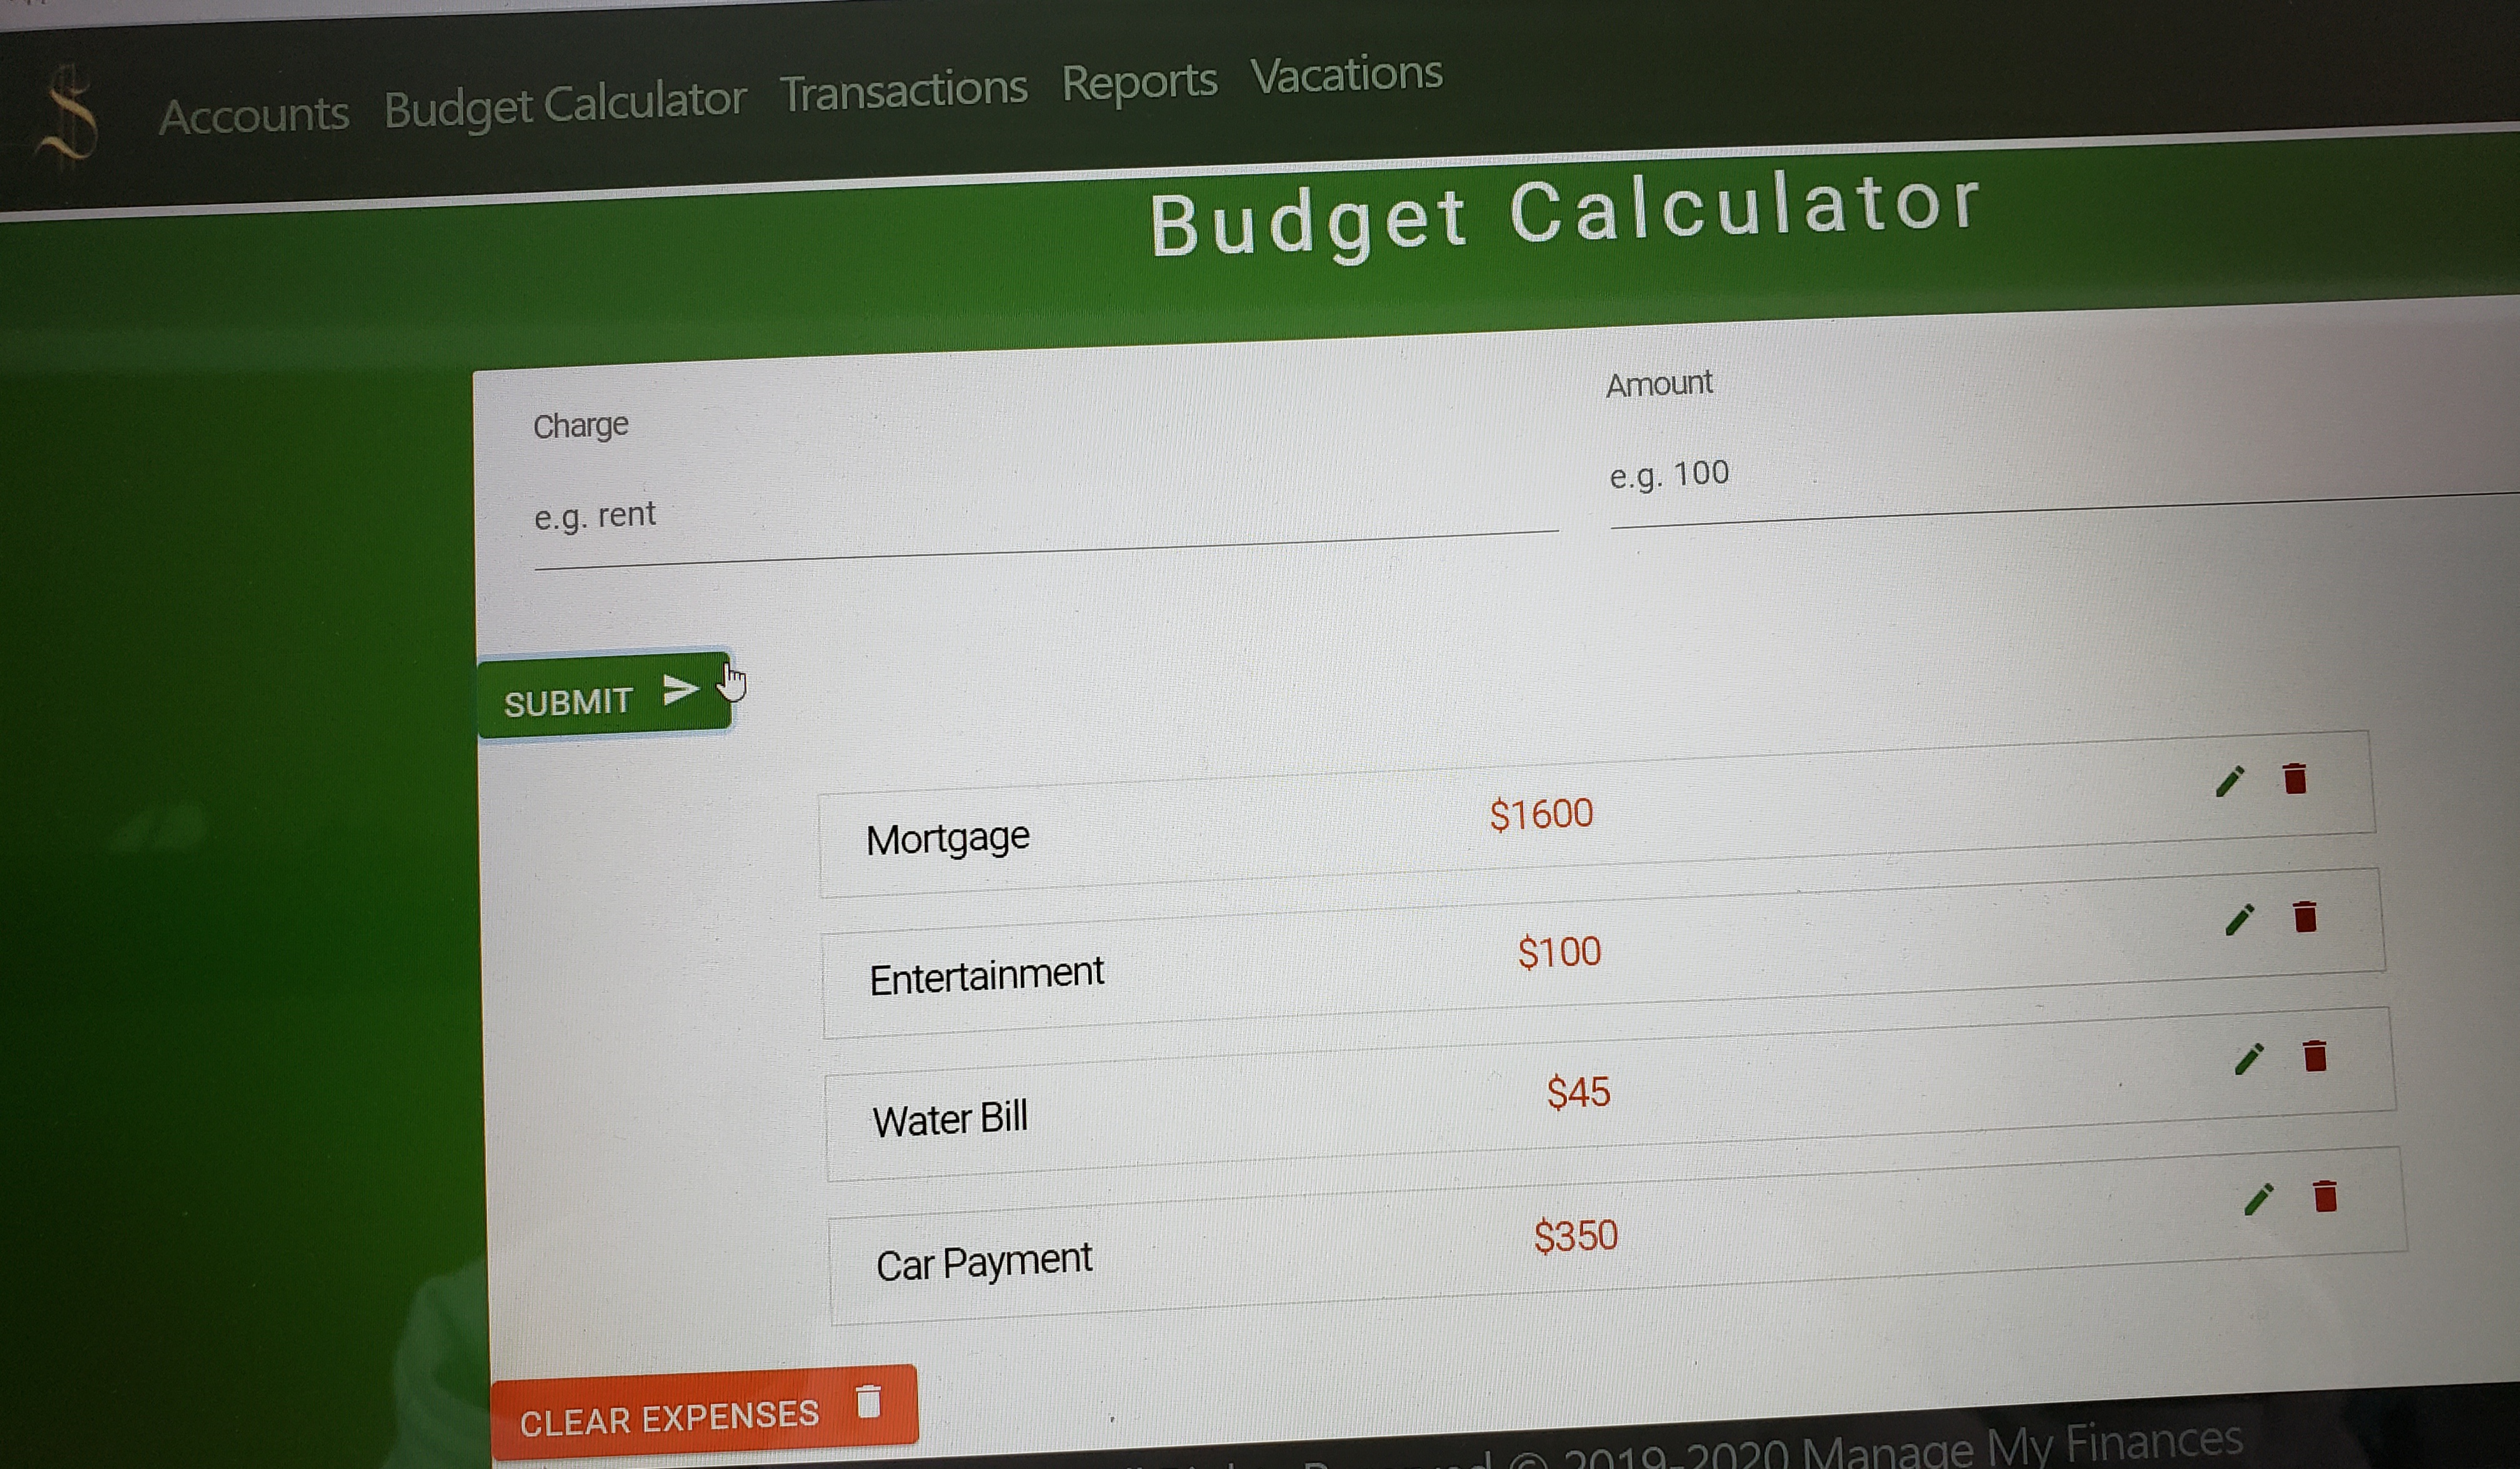 $ Accounts Budget Calculator Transactions Reports Vacations
Budget Calculator
Charge Amount
e.g. rent e.g. 100
SUBMIT
Mortgage $1600
Entertainment $100
Water Bill $45
Car Payment $350
CLEAR EXPENSES
© 2019-2020 Manage My Finances